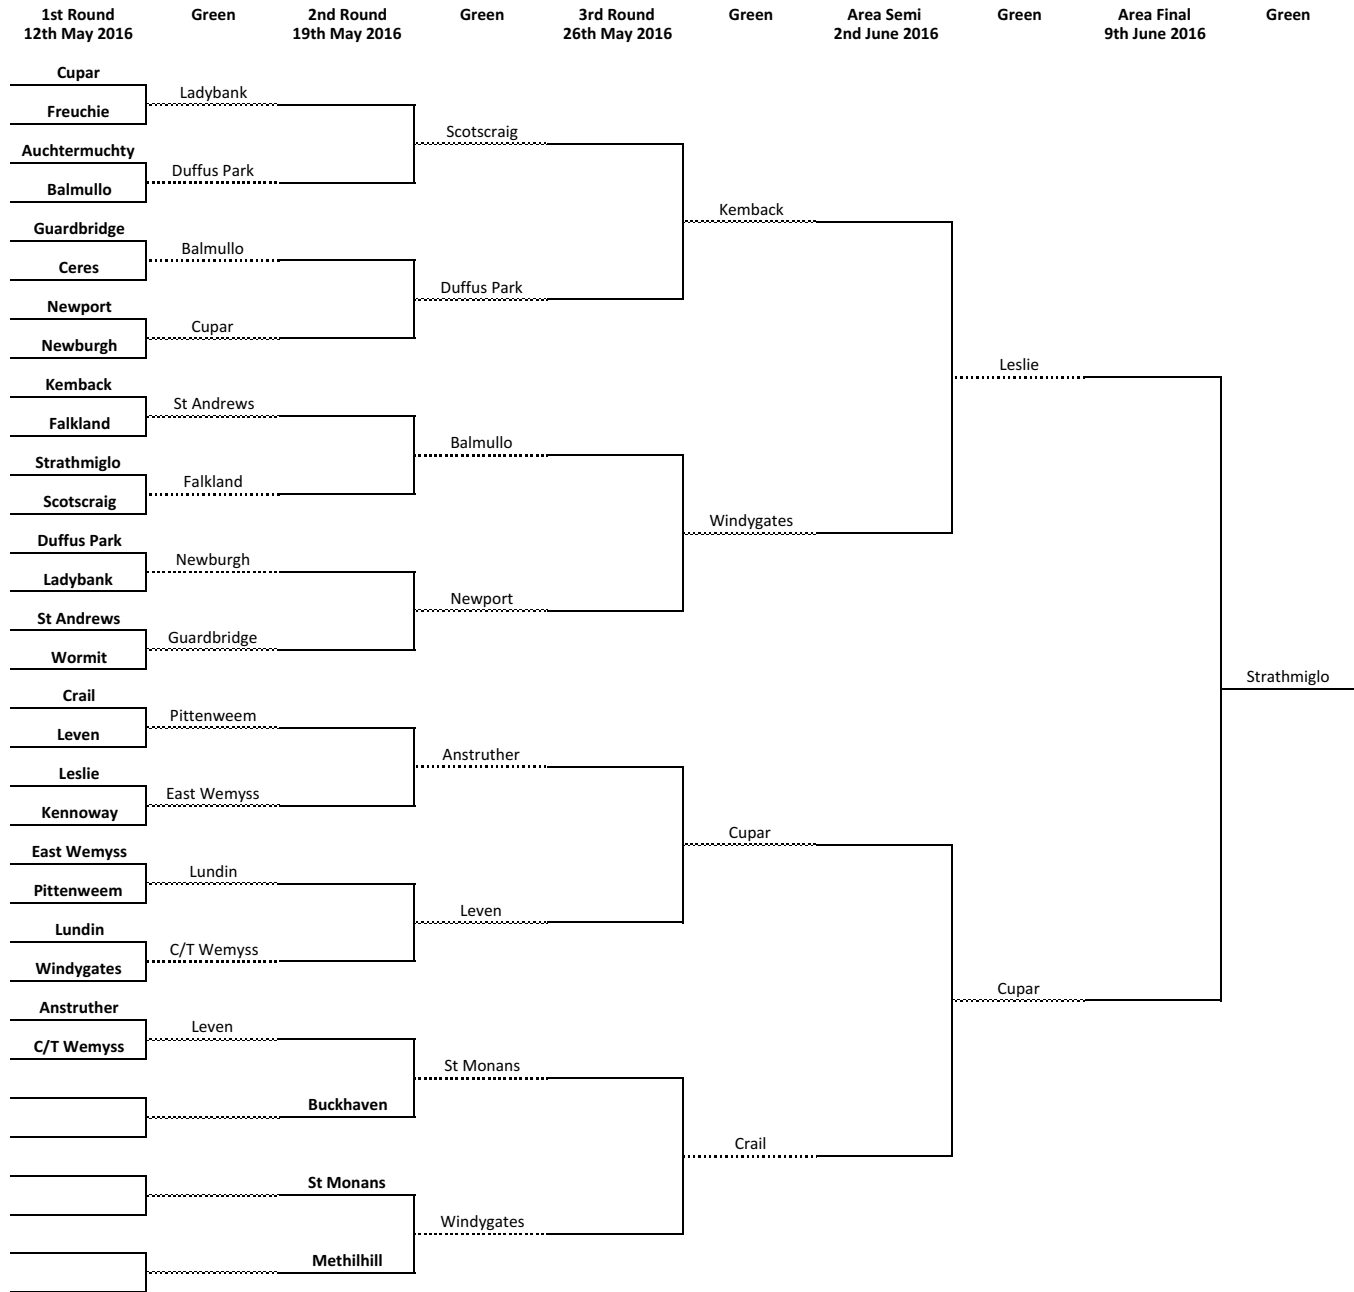 1st Round Green 2nd Round Green 3rd Round Green Area Semi Green Area Final Green
12th May 2016 19th May 2016 26th May 2016 2nd June 2016 9th June 2016
Cupar
Ladybank
Freuchie
Scotscraig
Auchtermuchty
Duffus Park
Balmullo
Kemback
Guardbridge
Balmullo
Ceres
Duffus Park
Newport
Cupar
Newburgh
Leslie
Kemback
St Andrews
Falkland
Balmullo
Strathmiglo
Falkland
Scotscraig
Windygates
Duffus Park
Newburgh
Ladybank
Newport
St Andrews
Guardbridge
Wormit
Strathmiglo
Crail
Pittenweem
Leven
Anstruther
Leslie
East Wemyss
Kennoway
Cupar
East Wemyss
Lundin
Pittenweem
Leven
Lundin
C/T Wemyss
Windygates
Cupar
Anstruther
Leven
C/T Wemyss
St Monans
Buckhaven
Crail
St Monans
Windygates
Methilhill